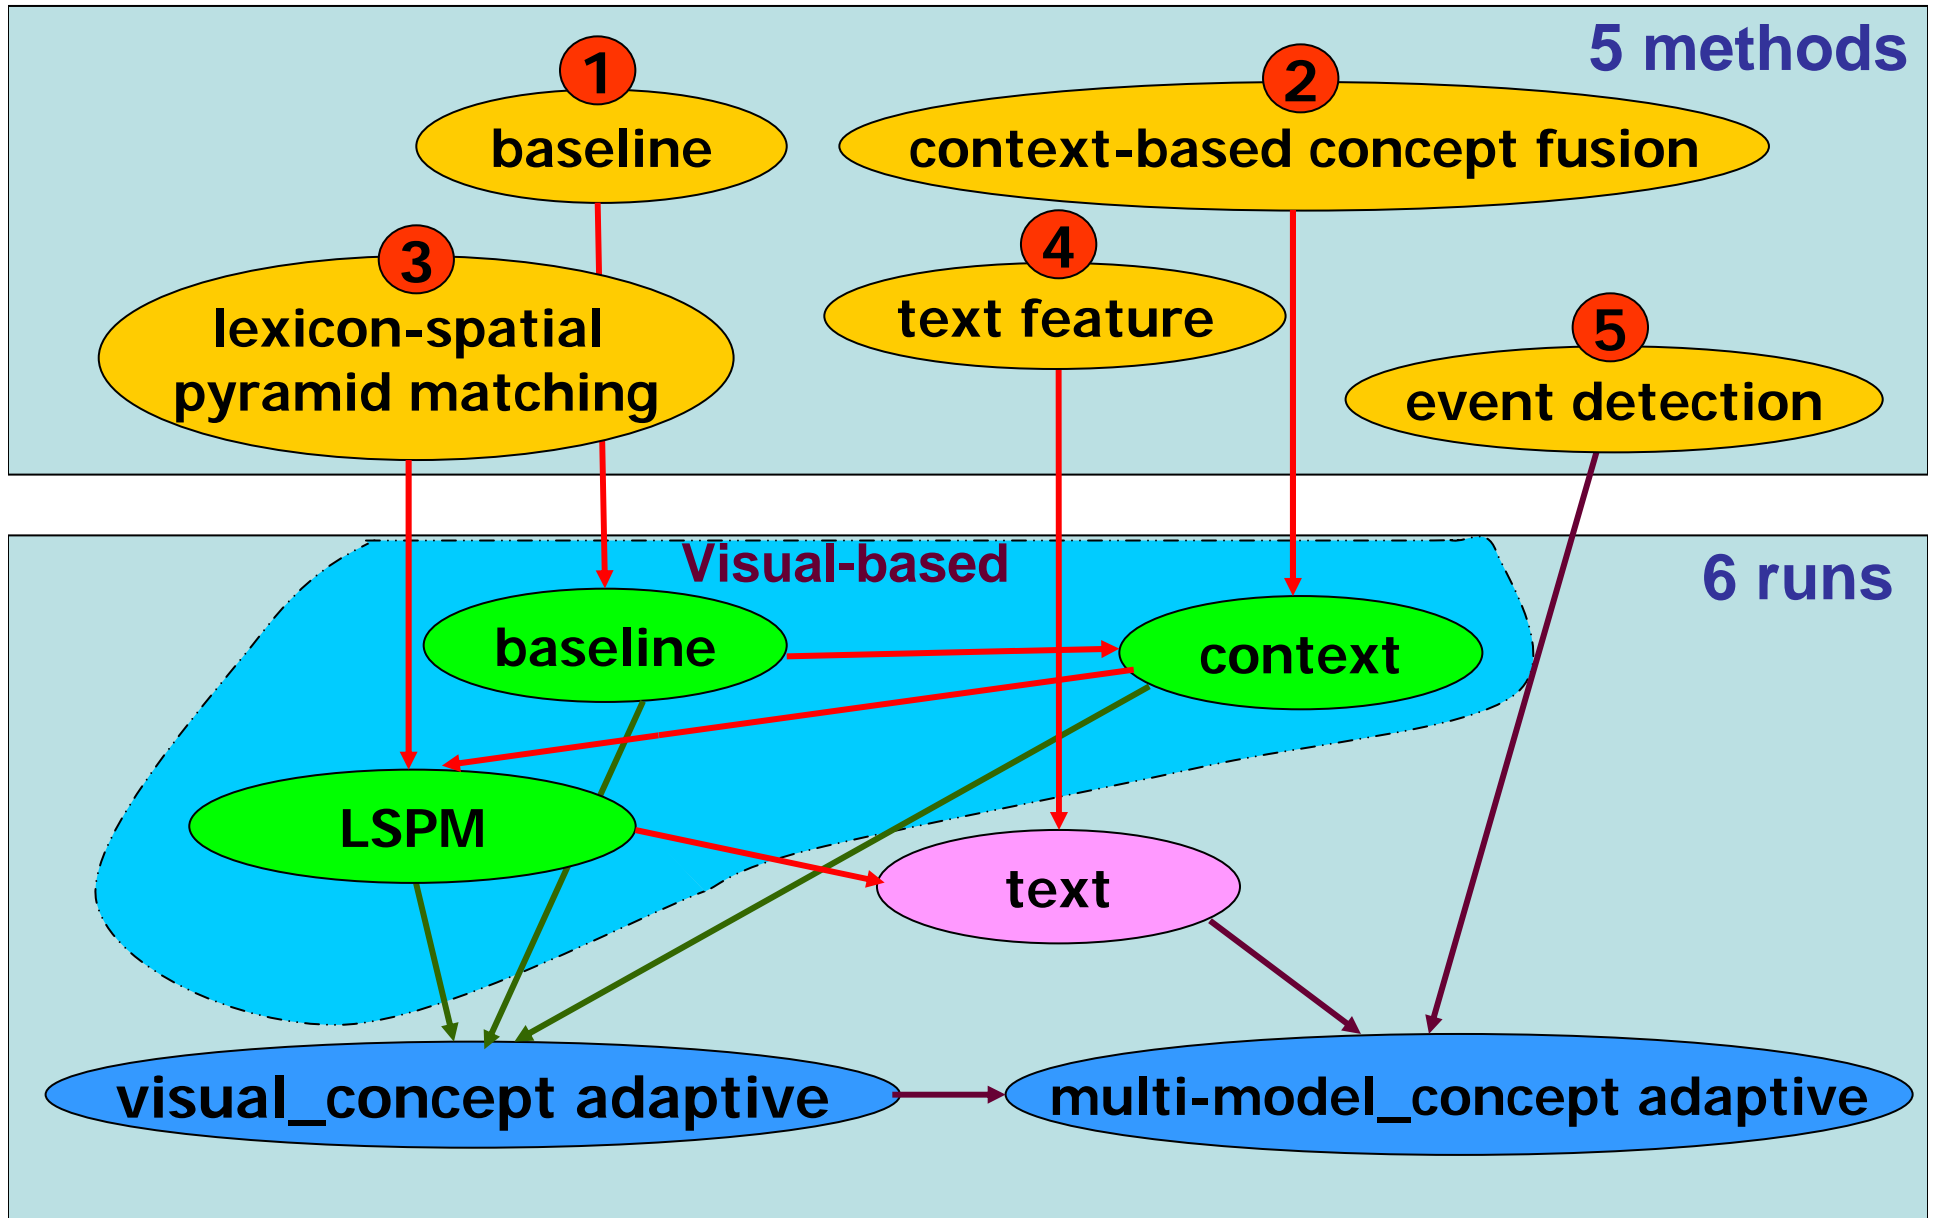 5 methods
1
baseline
2
context-based concept fusion
3
lexicon-spatial
pyramid matching
4
text feature
5
event detection
Visual-based
6 runs
baseline
context
LSPM
text
visual_concept adaptive
multi-model_concept adaptive